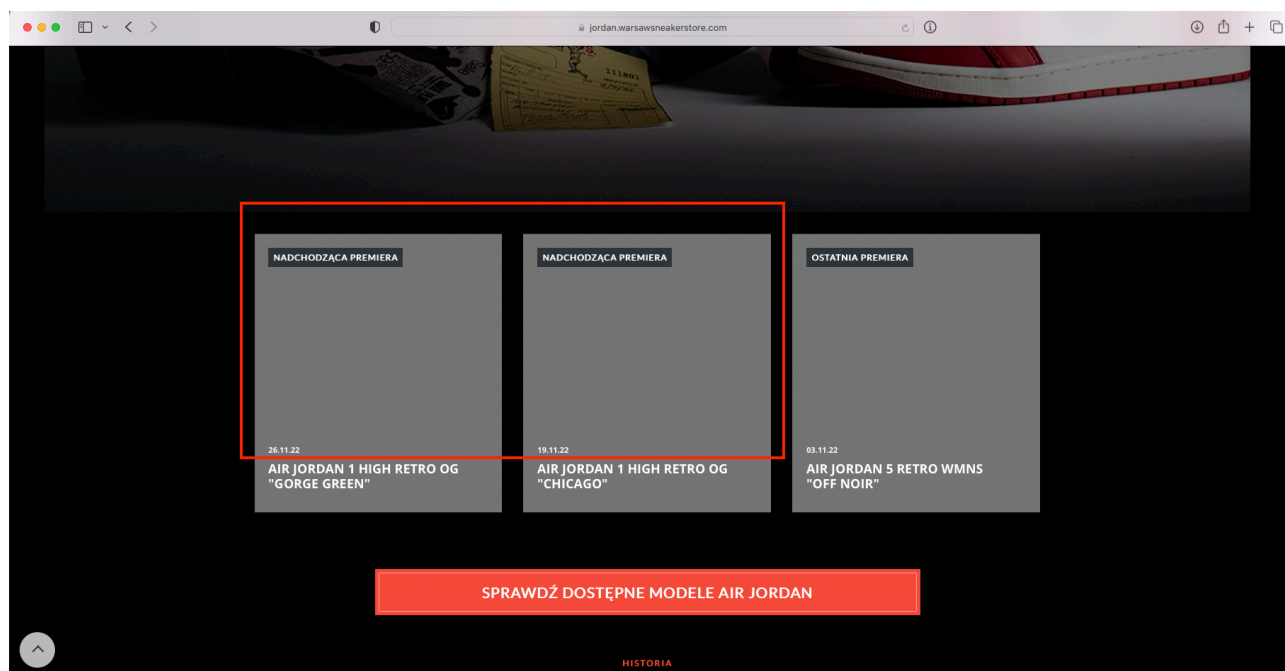 jordan.warsawsneakerstore.com
111801
NADCHODZĄCA PREMIERA
26.11.22
AIR JORDAN 1 HIGH RETRO OG
"GORGE GREEN"
NADCHODZĄCA PREMIERA
19.11.22
AIR JORDAN 1 HIGH RETRO OG
"CHICAGO"
OSTATNIA PREMIERA
03.11.22
AIR JORDAN 5 RETRO WMNS
"OFF NOIR"
SPRAWDŹ DOSTĘPNE MODELE AIR JORDAN
HISTORIA